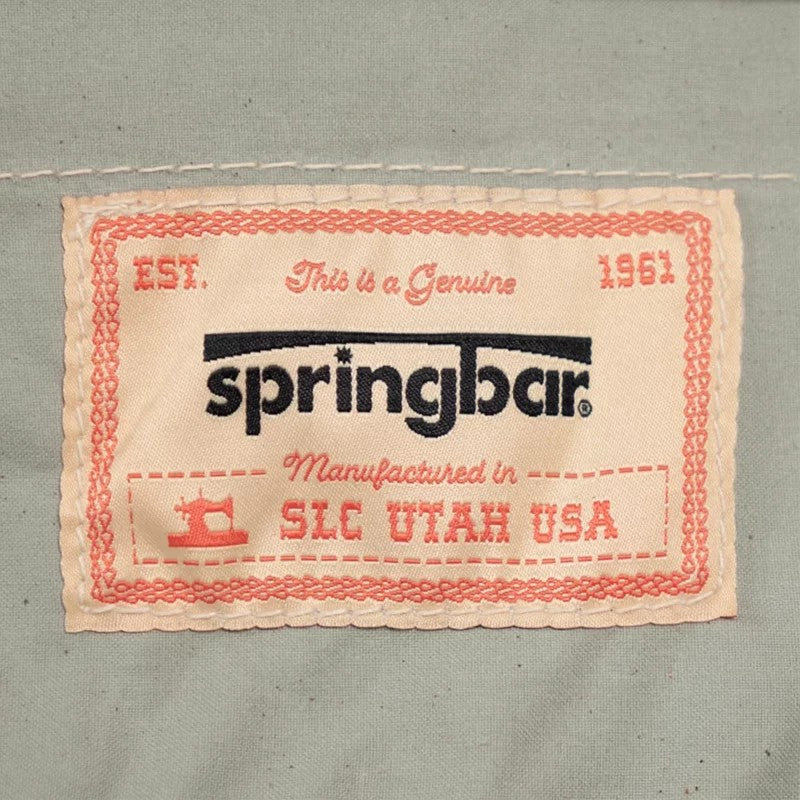 EST. This is a Genuine 1961
springbar®
Manufactured in
SLC UTAH USA